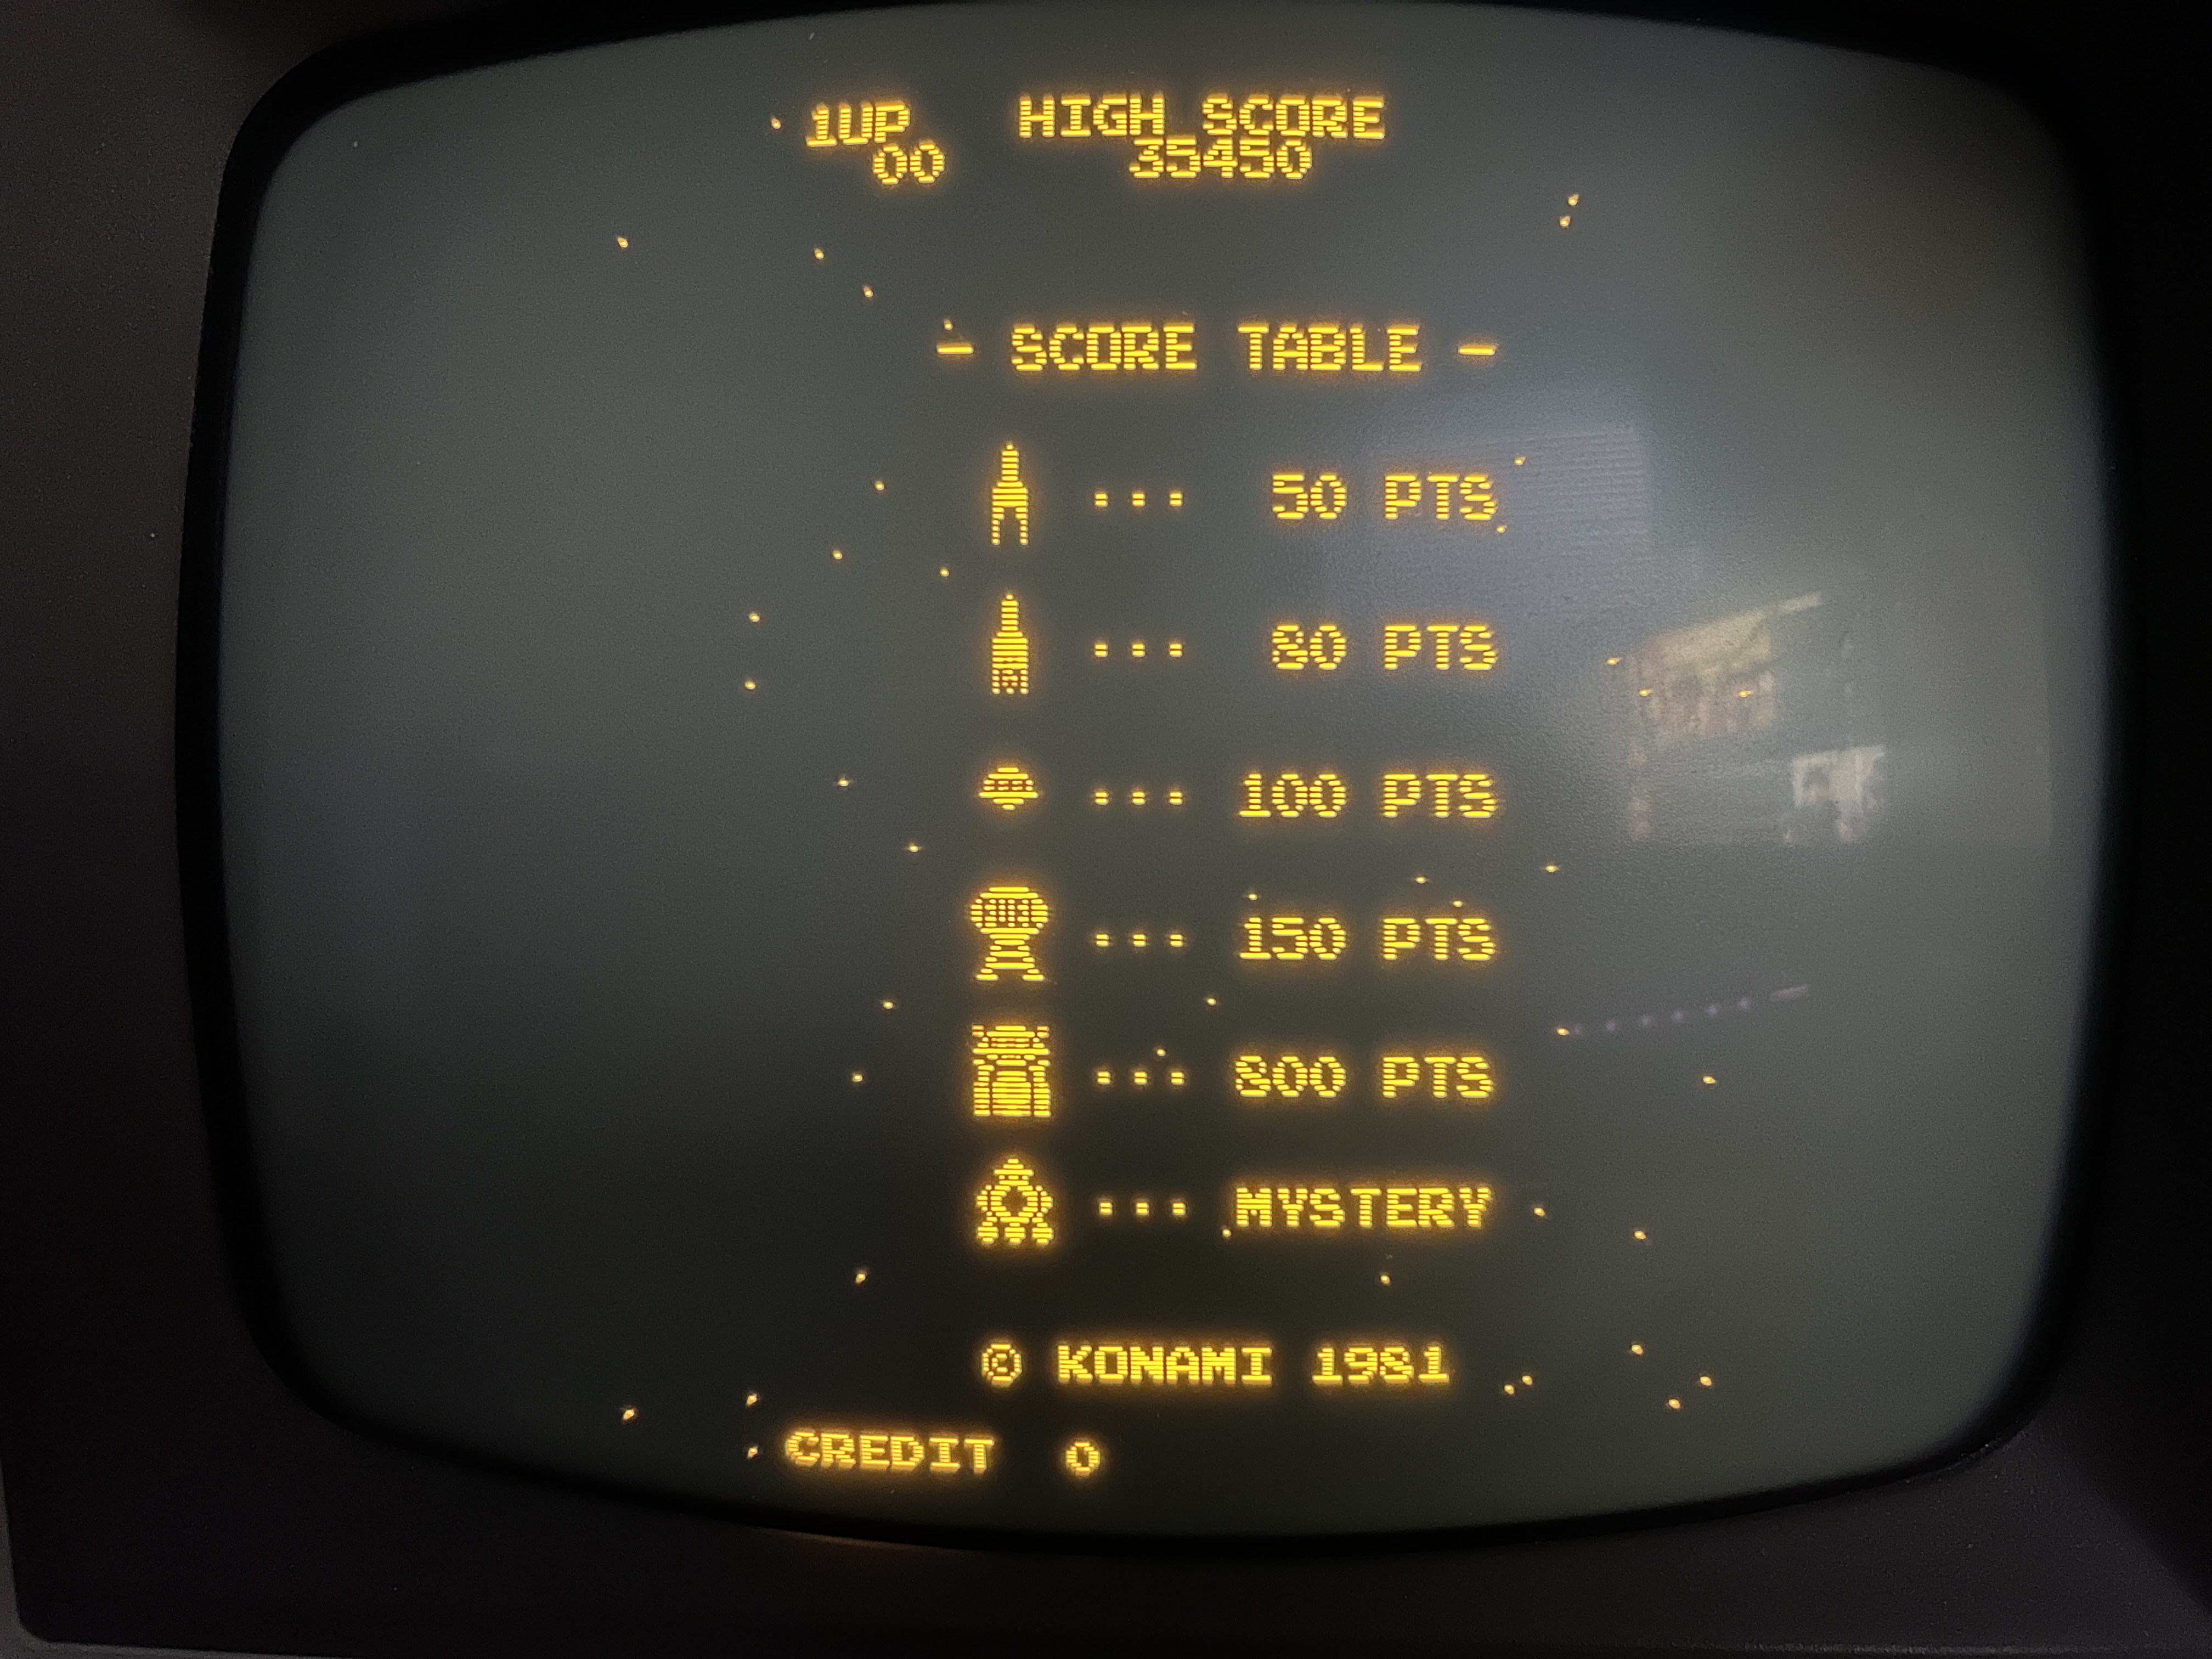 1UP HIGH SCORE
00 35450
- SCORE TABLE -
... 50 PTS
... 80 PTS
... 100 PTS
... 150 PTS
... 800 PTS
... MYSTERY
© KONAMI 1981
CREDIT 0